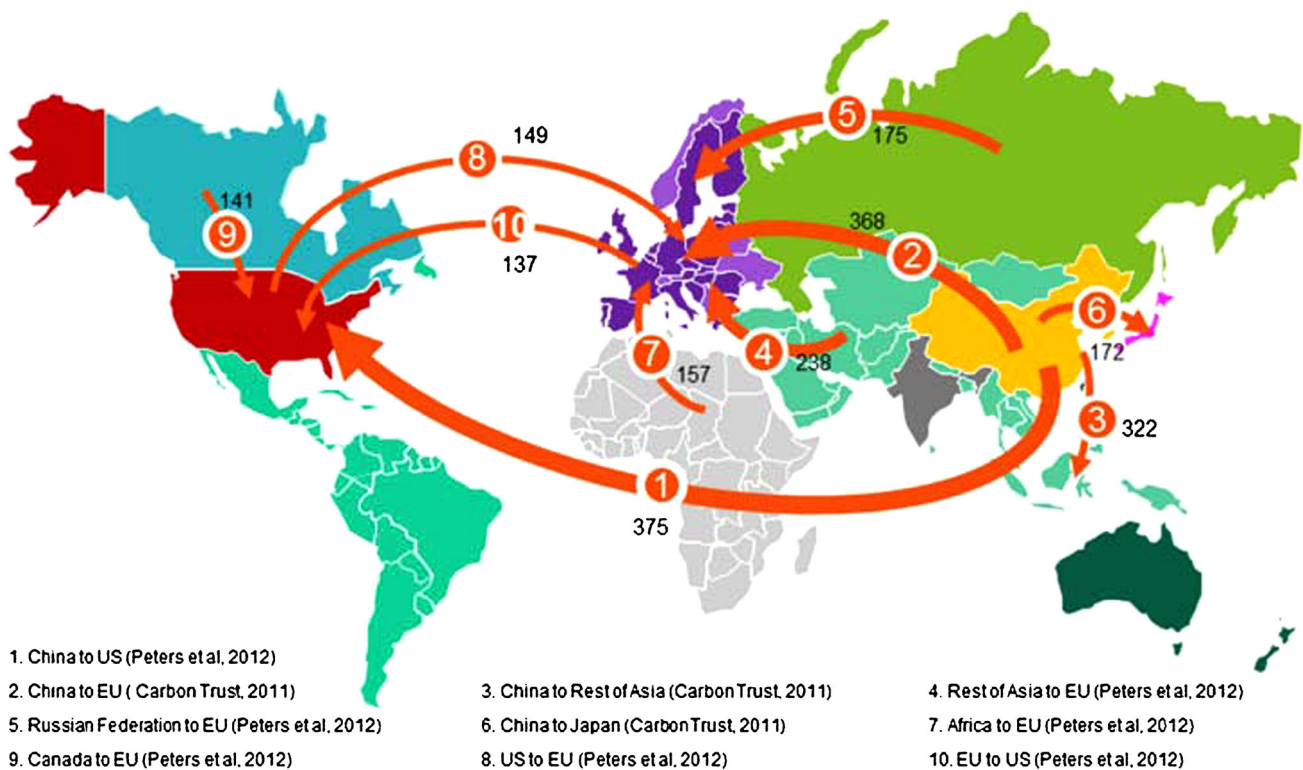 149
5
175
141
8
9
10
137
368
2
6
172
7
157
4
238
3
322
1
375
1. China to US (Peters et al, 2012)
2. China to EU ( Carbon Trust, 2011)
3. China to Rest of Asia (Carbon Trust, 2011)
4. Rest of Asia to EU (Peters et al, 2012)
5. Russian Federation to EU (Peters et al, 2012)
6. China to Japan (Carbon Trust, 2011)
7. Africa to EU (Peters et al, 2012)
9. Canada to EU (Peters et al, 2012)
8. US to EU (Peters et al, 2012)
10. EU to US (Peters et al, 2012)